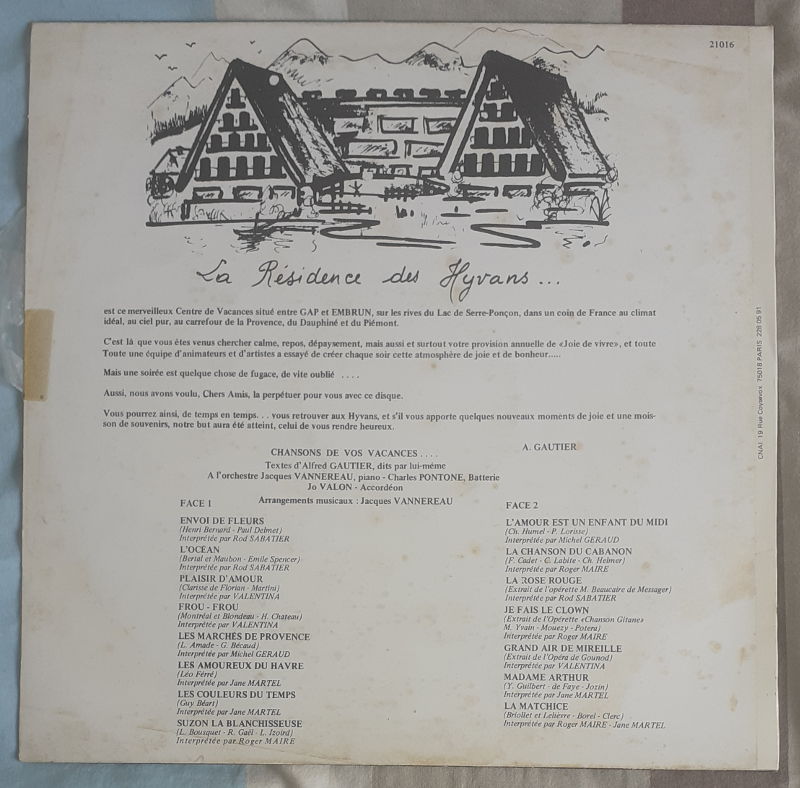 21016
La Résidence des Hyvans...
est ce merveilleux Centre de Vacances situé entre GAP et EMBRUN, sur les rives du Lac de Serre-Ponçon, dans un coin de France au climat
idéal, au ciel pur, au carrefour de la Provence, du Dauphiné et du Piémont.
C'est là que vous êtes venus chercher calme, repos, dépaysement, mais aussi et surtout votre provision annuelle de «Joie de vivre», et toute
Toute une équipe d'animateurs et d'artistes a essayé de créer chaque soir cette atmosphère de joie et de bonheur.....
Mais une soirée est quelque chose de fugace, de vite oublié ....
Aussi, nous avons voulu, Chers Amis, la perpétuer pour vous avec ce disque.
Vous pourrez ainsi, de temps en temps... vous retrouver aux Hyvans, et s'il vous apporte quelques nouveaux moments de joie et une mois-
son de souvenirs, notre but aura été atteint, celui de vous rendre heureux.
A. GAUTIER
CHANSONS DE VOS VACANCES ....
Textes d'Alfred GAUTIER, dits par lui-même
A l'orchestre Jacques VANNEREAU, piano - Charles PONTONE, Batterie
Jo VALON - Accordéon
Arrangements musicaux : Jacques VANNEREAU
FACE 1
ENVOI DE FLEURS
(Henri Bernard - Paul Delmet)
Interprétée par Rod SABATIER
L'OCÉAN
(Bertal et Maubon - Emile Spencer)
Interprétée par Rod SABATIER
PLAISIR D'AMOUR
(Clarisse de Florian - Martini)
Interprétée par VALENTINA
FROU - FROU
(Montréal et Blondeau - H. Chateau)
Interprétée par VALENTINA
LES MARCHÉS DE PROVENCE
(L. Amade - G. Bécaud)
Interprétée par Michel GERAUD
LES AMOUREUX DU HAVRE
(Léo Ferré)
Interprétée par Jane MARTEL
LES COULEURS DU TEMPS
(Guy Béart)
Interprétée par Jane MARTEL
SUZON LA BLANCHISSEUSE
(L. Bousquet - R. Gaël - L. Izoird)
Interprétée par Roger MAIRE
FACE 2
L'AMOUR EST UN ENFANT DU MIDI
(Ch. Humel - P. Lorisse)
Interprétée par Michel GERAUD
LA CHANSON DU CABANON
(F. Cadet - C. Labite - Ch. Helmer)
Interprétée par Roger MAIRE
LA ROSE ROUGE
(Extrait de l'opérette M. Beaucaire de Messager)
Interprétée par Rod SABATIER
JE FAIS LE CLOWN
(Extrait de l'Opérette «Chanson Gitane»
M. Yvain - Mouezy - Potera)
Interprétée par Roger MAIRE
GRAND AIR DE MIREILLE
(Extrait de l'Opéra de Gounod)
Interprétée par VALENTINA
MADAME ARTHUR
(Y. Guilbert - de Faye - Jozin)
Interprétée par Jane MARTEL
LA MATCHICE
(Briollet et Lelièvre - Borel - Clerc)
Interprétée par Roger MAIRE - Jane MARTEL
CNAI 19 Rue Coysevox 75018 PARIS 228 05 91